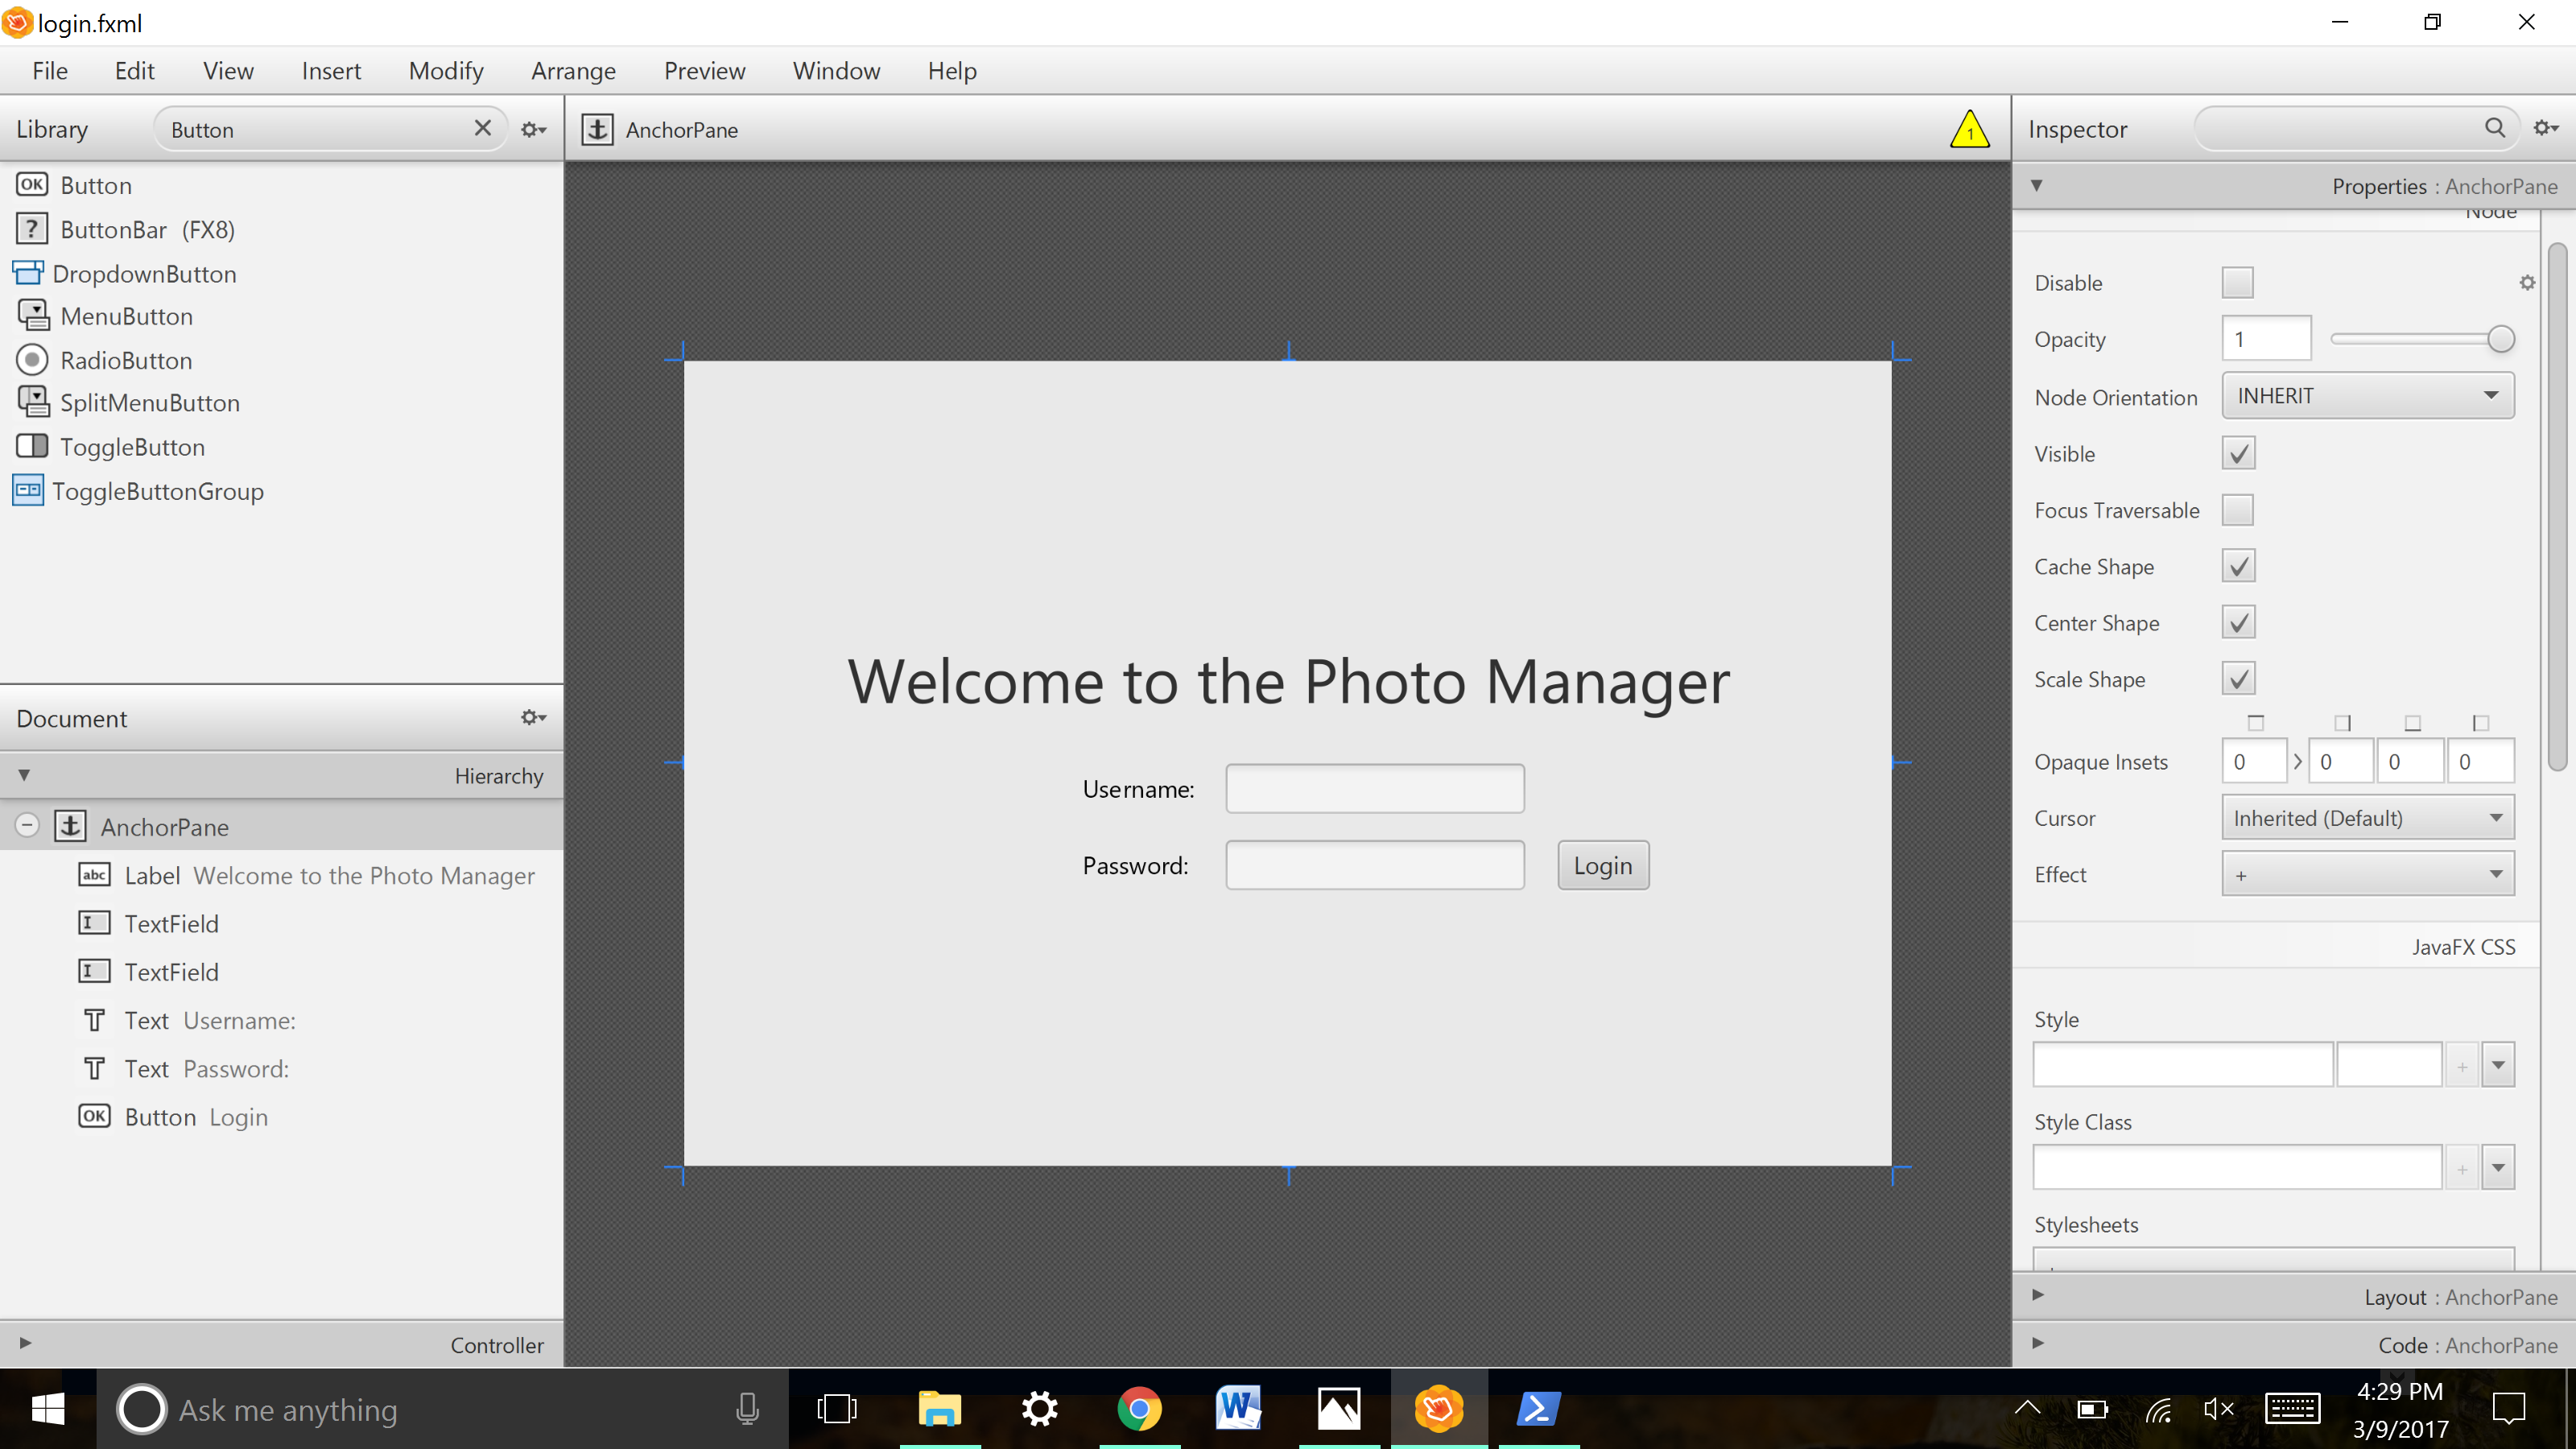 login.fxml
File Edit View Insert Modify Arrange Preview Window Help
Library Button
OK Button
? ButtonBar (FX8)
DropdownButton
MenuButton
RadioButton
SplitMenuButton
ToggleButton
ToggleButtonGroup
Document
Hierarchy
AnchorPane
abc Label Welcome to the Photo Manager
I TextField
I TextField
T Text Username:
T Text Password:
OK Button Login
Controller
AnchorPane 1
Welcome to the Photo Manager
Username:
Password: Login
Inspector
Properties : AnchorPane
Node
Disable
Opacity 1
Node Orientation INHERIT
Visible
Focus Traversable
Cache Shape
Center Shape
Scale Shape
Opaque Insets 0 > 0 0 0
Cursor Inherited (Default)
Effect +
JavaFX CSS
Style
+
Style Class
+
Stylesheets
Layout : AnchorPane
Code : AnchorPane
Ask me anything
W
4:29 PM
3/9/2017